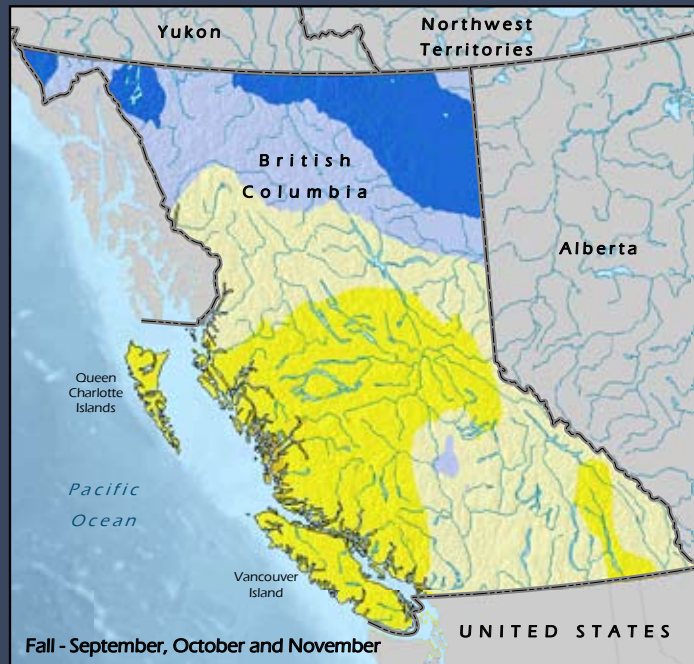 Yukon
Northwest
Territories
British
Columbia
Alberta
Queen
Charlotte
Islands
Pacific
Ocean
Vancouver
Island
Fall - September, October and November
UNITED STATES